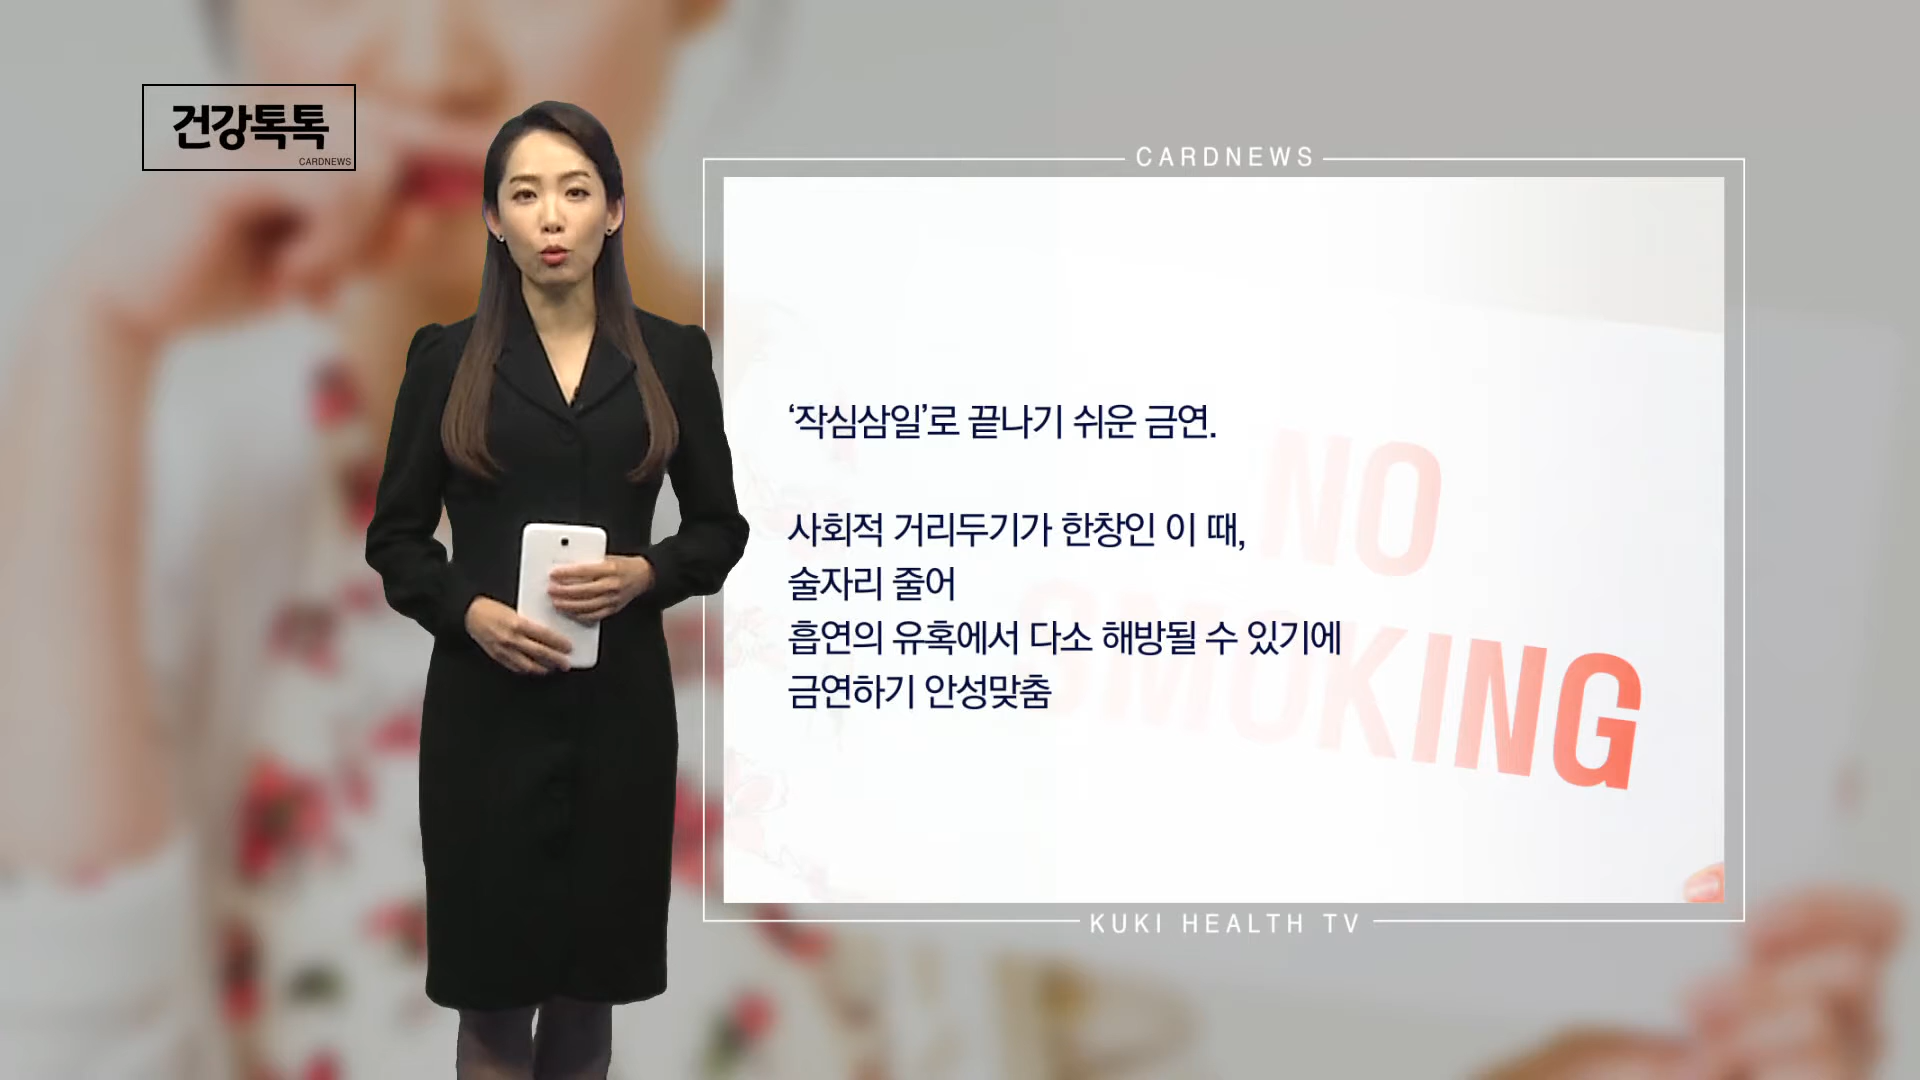 건강톡톡
CARDNEWS
CARDNEWS
‘작심삼일’로 끝나기 쉬운 금연.
사회적 거리두기가 한창인 이 때,
술자리 줄어
흡연의 유혹에서 다소 해방될 수 있기에
금연하기 안성맞춤
NO
SMOKING
KUKI HEALTH TV